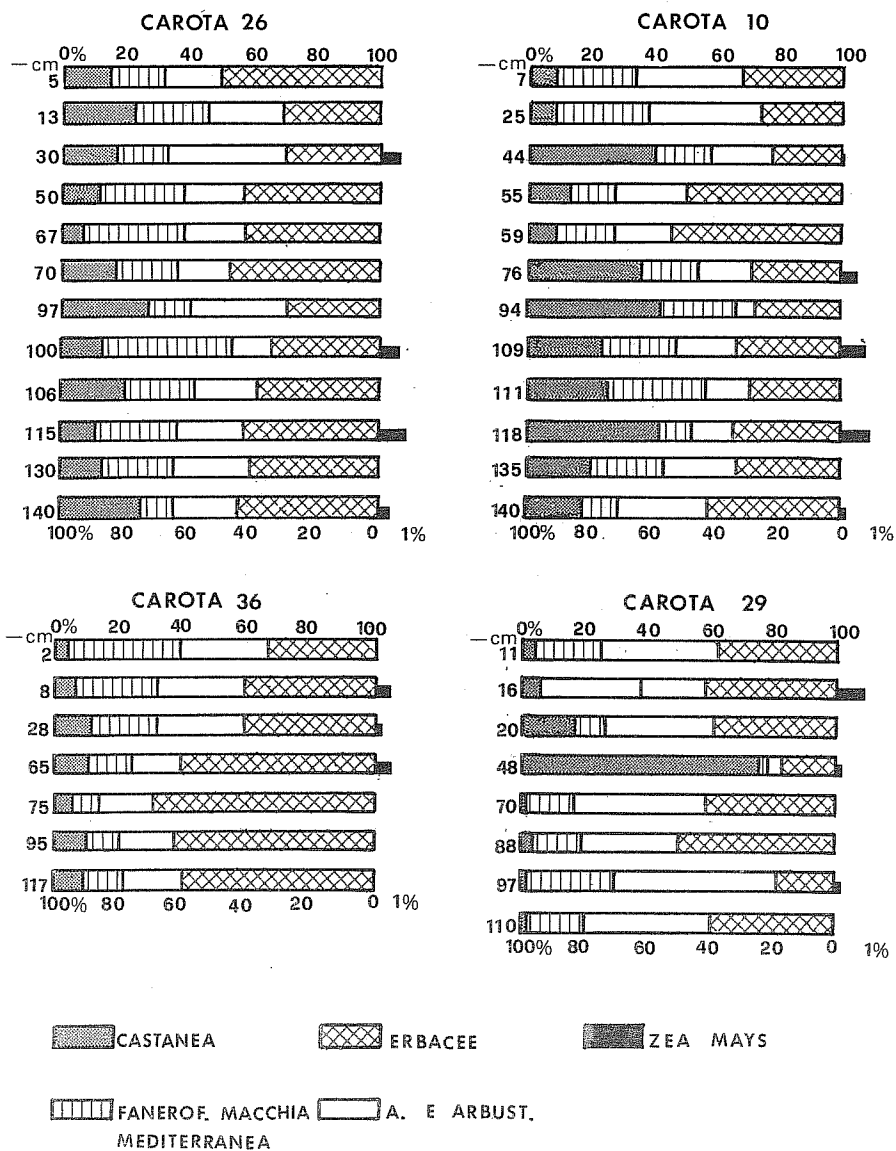 CAROTA 26
0% 20 40 60 80 100
—cm
5
13
30
50
67
70
97
100
106
115
130
140
100% 80 60 40 20 0 1%
CAROTA 10
0% 20 40 60 80 100
—cm
7
25
44
55
59
76
94
109
111
118
135
140
100% 80 60 40 20 0 1%
CAROTA 36
0% 20 40 60 80 100
—cm
2
8
28
65
75
95
117
100% 80 60 40 20 0 1%
CAROTA 29
0% 20 40 60 80 100
—cm
11
16
20
48
70
88
97
110
100% 80 60 40 20 0 1%
CASTANEA
ERBACEE
ZEA MAYS
FANEROF. MACCHIA
MEDITERRANEA
A. E ARBUST.